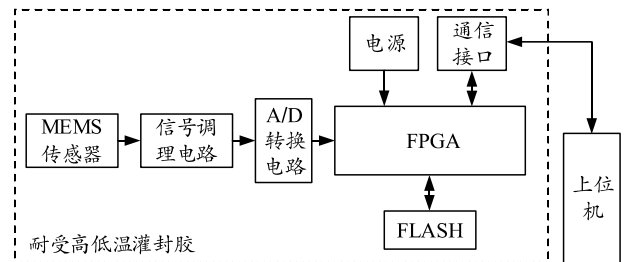 电源
通信
接口
MEMS
传感器
信号调
理电路
A/D
转换
电路
FPGA
上位
机
FLASH
耐受高低温灌封胶